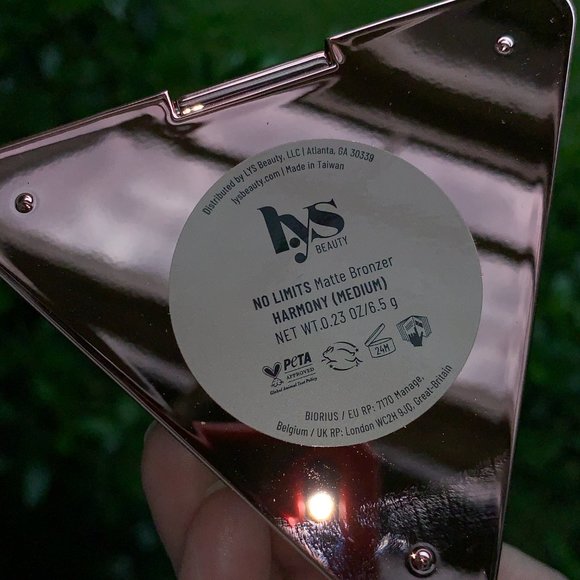 Distributed by LYS Beauty, LLC | Atlanta, GA 30339
lysbeauty.com | Made in Taiwan
lys
BEAUTY
NO LIMITS Matte Bronzer
HARMONY (MEDIUM)
NET WT.0.23 OZ/6.5 g
PETA
APPROVED
Global Animal Test Policy
24M
BIORIUS / EU RP: 7170 Manage,
Belgium / UK RP: London WC2H 9JQ, Great-Britain